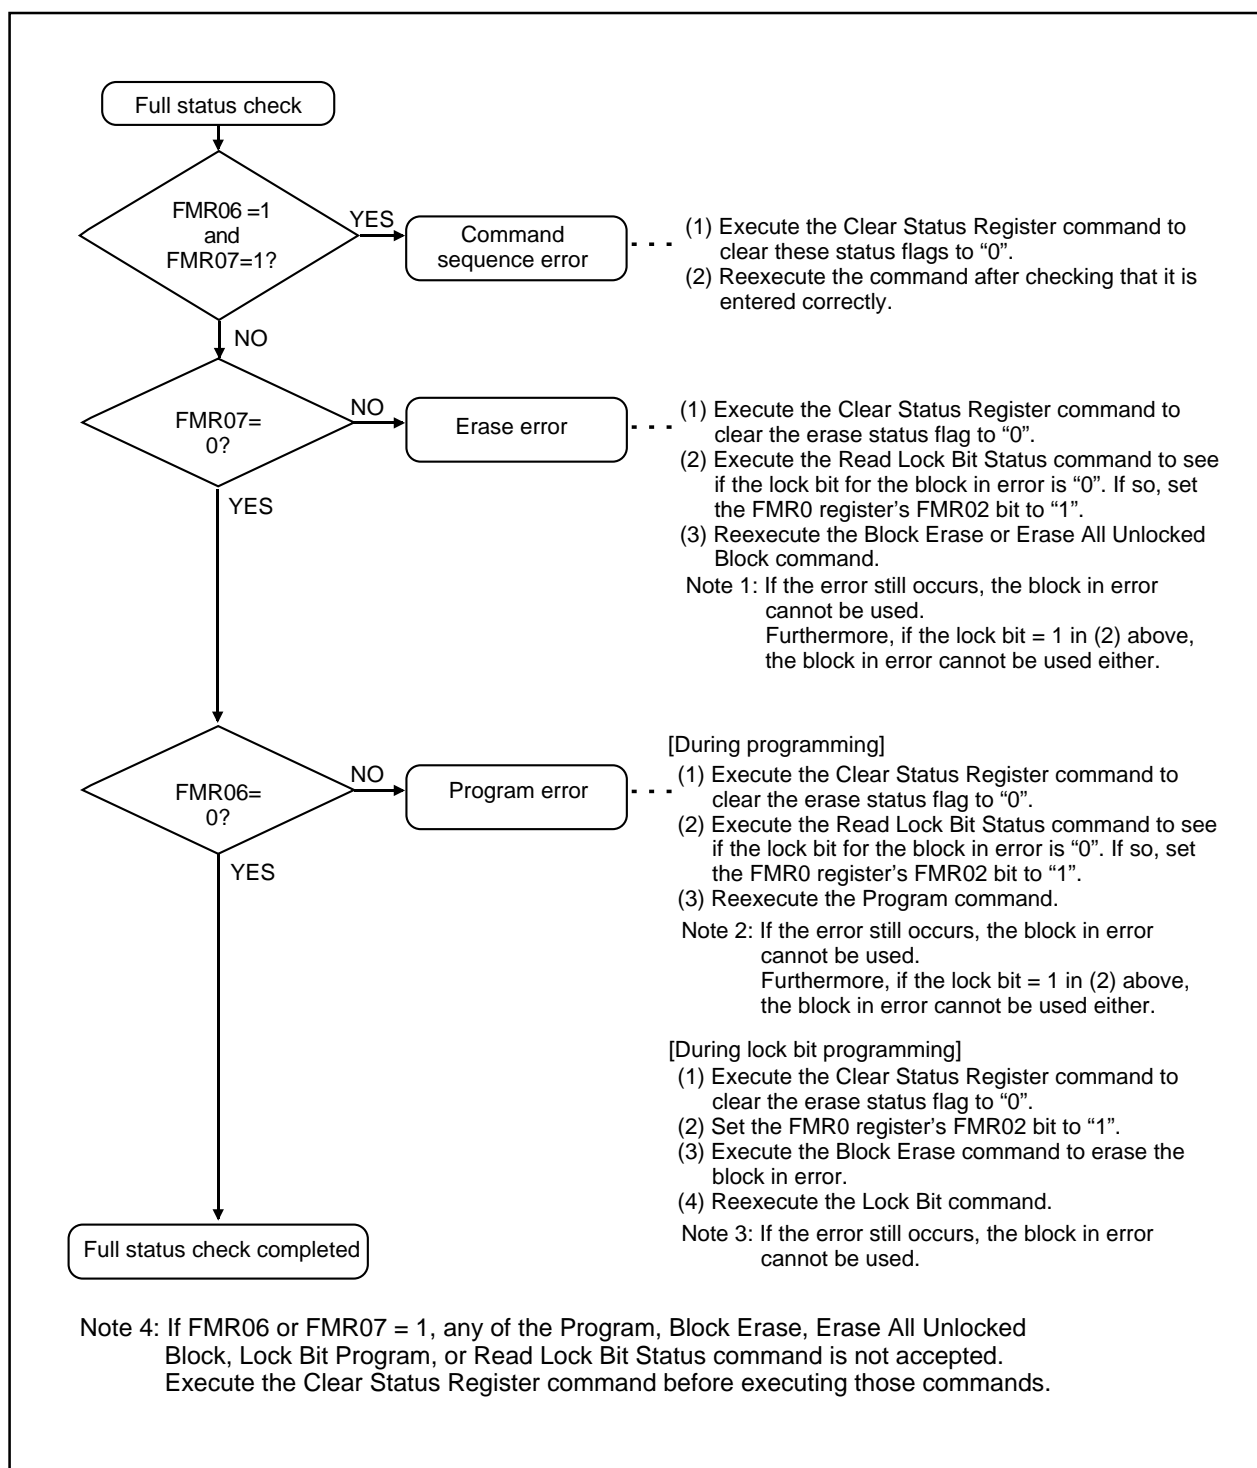 Full status check
FMR06 =1
and
FMR07=1?
YES
Command
sequence error
(1) Execute the Clear Status Register command to
clear these status flags to “0”.
(2) Reexecute the command after checking that it is
entered correctly.
NO
FMR07=
0?
NO
Erase error
(1) Execute the Clear Status Register command to
clear the erase status flag to “0”.
(2) Execute the Read Lock Bit Status command to see
if the lock bit for the block in error is “0”. If so, set
the FMR0 register’s FMR02 bit to “1”.
(3) Reexecute the Block Erase or Erase All Unlocked
Block command.
Note 1: If the error still occurs, the block in error
cannot be used.
Furthermore, if the lock bit = 1 in (2) above,
the block in error cannot be used either.
YES
FMR06=
0?
NO
Program error
[During programming]
(1) Execute the Clear Status Register command to
clear the erase status flag to “0”.
(2) Execute the Read Lock Bit Status command to see
if the lock bit for the block in error is “0”. If so, set
the FMR0 register’s FMR02 bit to “1”.
(3) Reexecute the Program command.
Note 2: If the error still occurs, the block in error
cannot be used.
Furthermore, if the lock bit = 1 in (2) above,
the block in error cannot be used either.
[During lock bit programming]
(1) Execute the Clear Status Register command to
clear the erase status flag to “0”.
(2) Set the FMR0 register’s FMR02 bit to “1”.
(3) Execute the Block Erase command to erase the
block in error.
(4) Reexecute the Lock Bit command.
Note 3: If the error still occurs, the block in error
cannot be used.
YES
Full status check completed
Note 4: If FMR06 or FMR07 = 1, any of the Program, Block Erase, Erase All Unlocked
Block, Lock Bit Program, or Read Lock Bit Status command is not accepted.
Execute the Clear Status Register command before executing those commands.